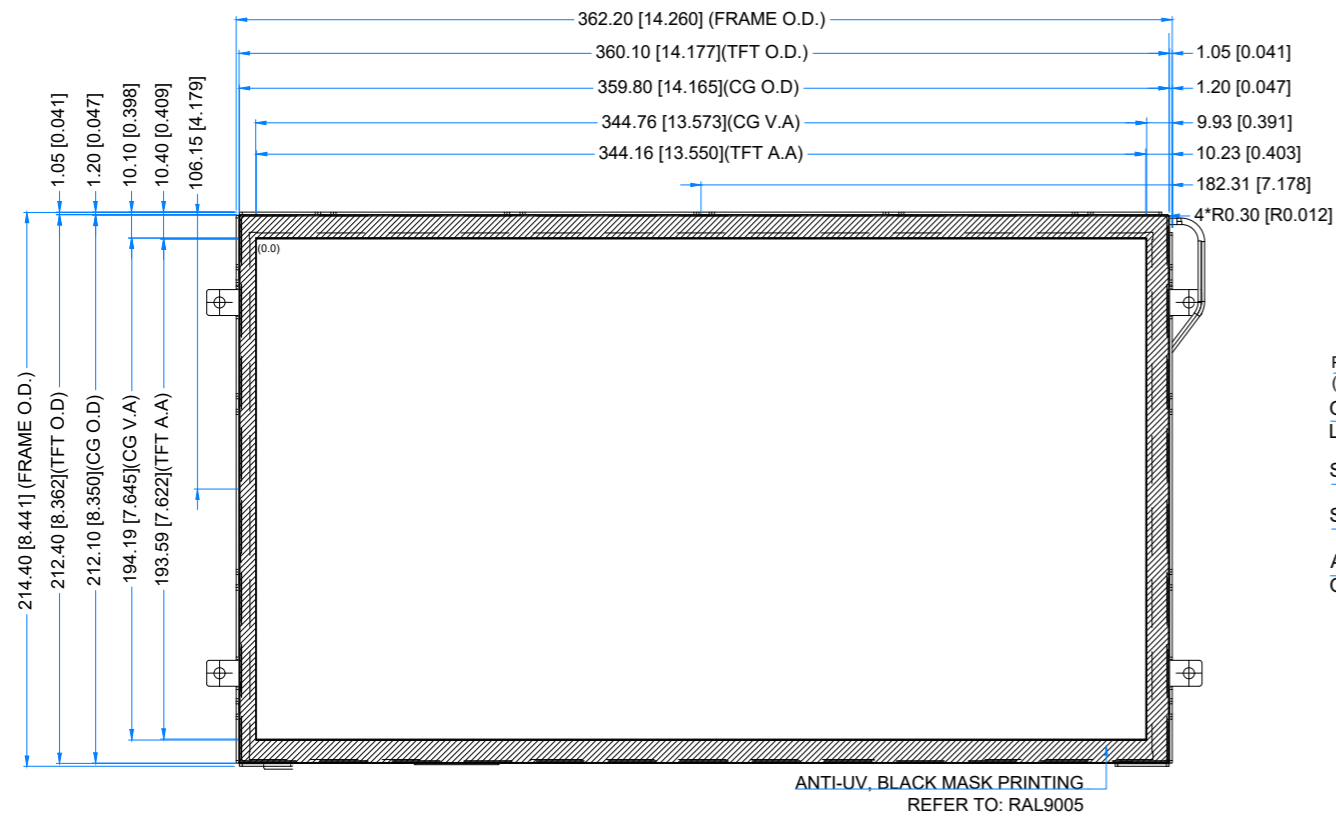 362.20 [14.260] (FRAME O.D.)
360.10 [14.177](TFT O.D.)
1.05 [0.041]
359.80 [14.165](CG O.D)
1.20 [0.047]
344.76 [13.573](CG V.A)
9.93 [0.391]
344.16 [13.550](TFT A.A)
10.23 [0.403]
182.31 [7.178]
4*R0.30 [R0.012]
1.05 [0.041]
1.20 [0.047]
10.10 [0.398]
10.40 [0.409]
106.15 [4.179]
(0.0)
214.40 [8.441] (FRAME O.D.)
212.40 [8.362](TFT O.D)
212.10 [8.350](CG O.D)
194.19 [7.645](CG V.A)
193.59 [7.622](TFT A.A)
(
L
S
S
A
ANTI-UV, BLACK MASK PRINTING
REFER TO: RAL9005